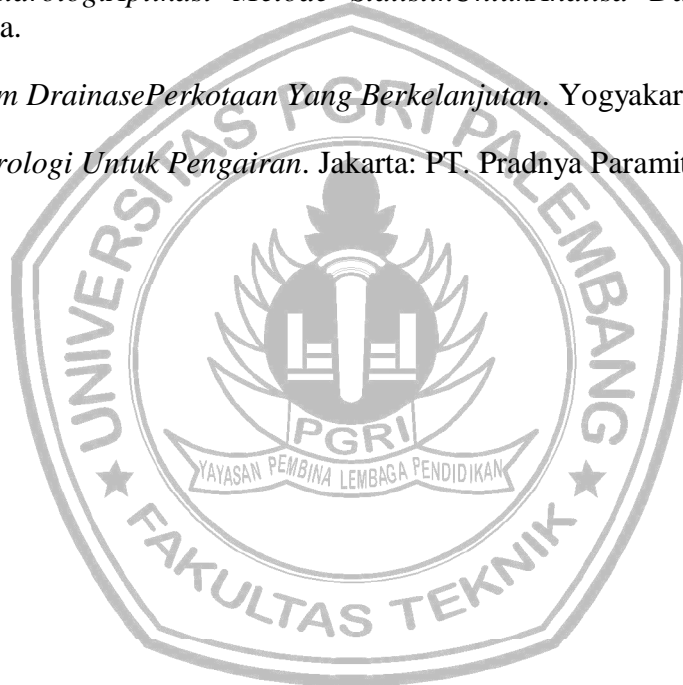 drologiAplikasi Metode StatistikUntukAnalisa Da
a.
m DrainasePerkotaan Yang Berkelanjutan. Yogyakar
rologi Untuk Pengairan. Jakarta: PT. Pradnya Paramit
UNIVERSITAS PGRI PALEMBANG
PGRI
YAYASAN PEMBINA LEMBAGA PENDIDIKAN
FAKULTAS TEKNIK